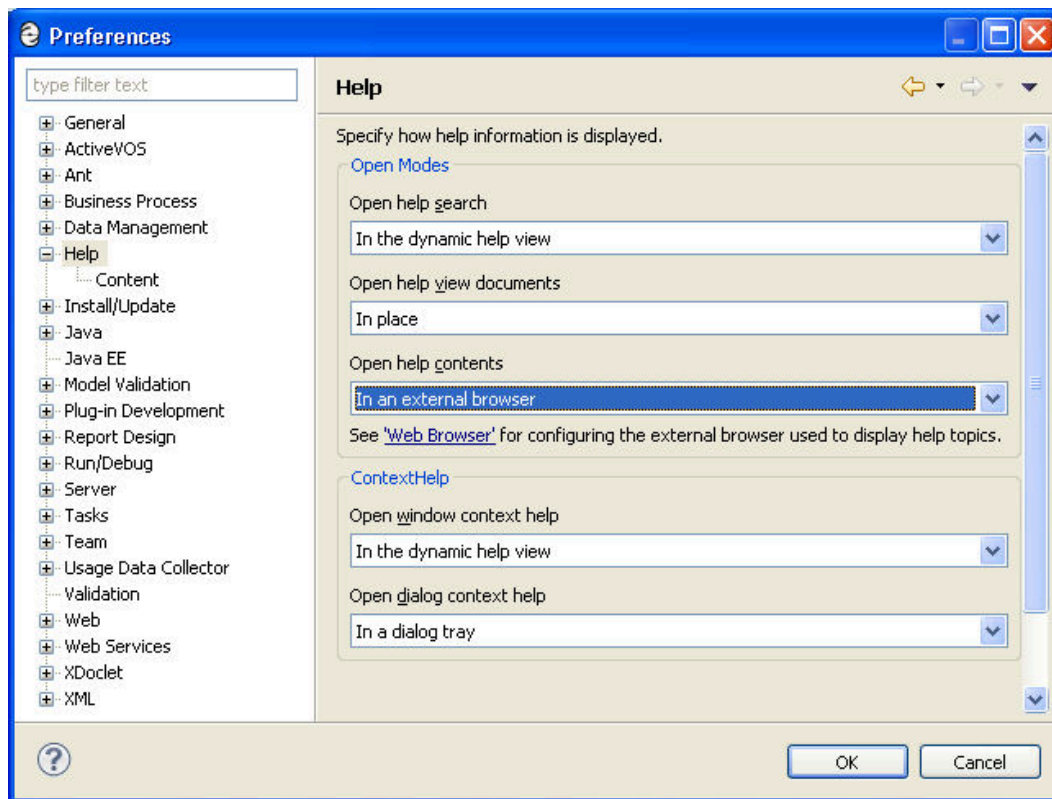 Preferences
type filter text
General
ActiveVOS
Ant
Business Process
Data Management
Help
Content
Install/Update
Java
Java EE
Model Validation
Plug-in Development
Report Design
Run/Debug
Server
Tasks
Team
Usage Data Collector
Validation
Web
Web Services
XDoclet
XML
Help
Specify how help information is displayed.
Open Modes
Open help search
In the dynamic help view
Open help view documents
In place
Open help contents
In an external browser
See 'Web Browser' for configuring the external browser used to display help topics.
ContextHelp
Open window context help
In the dynamic help view
Open dialog context help
In a dialog tray
?
OK Cancel